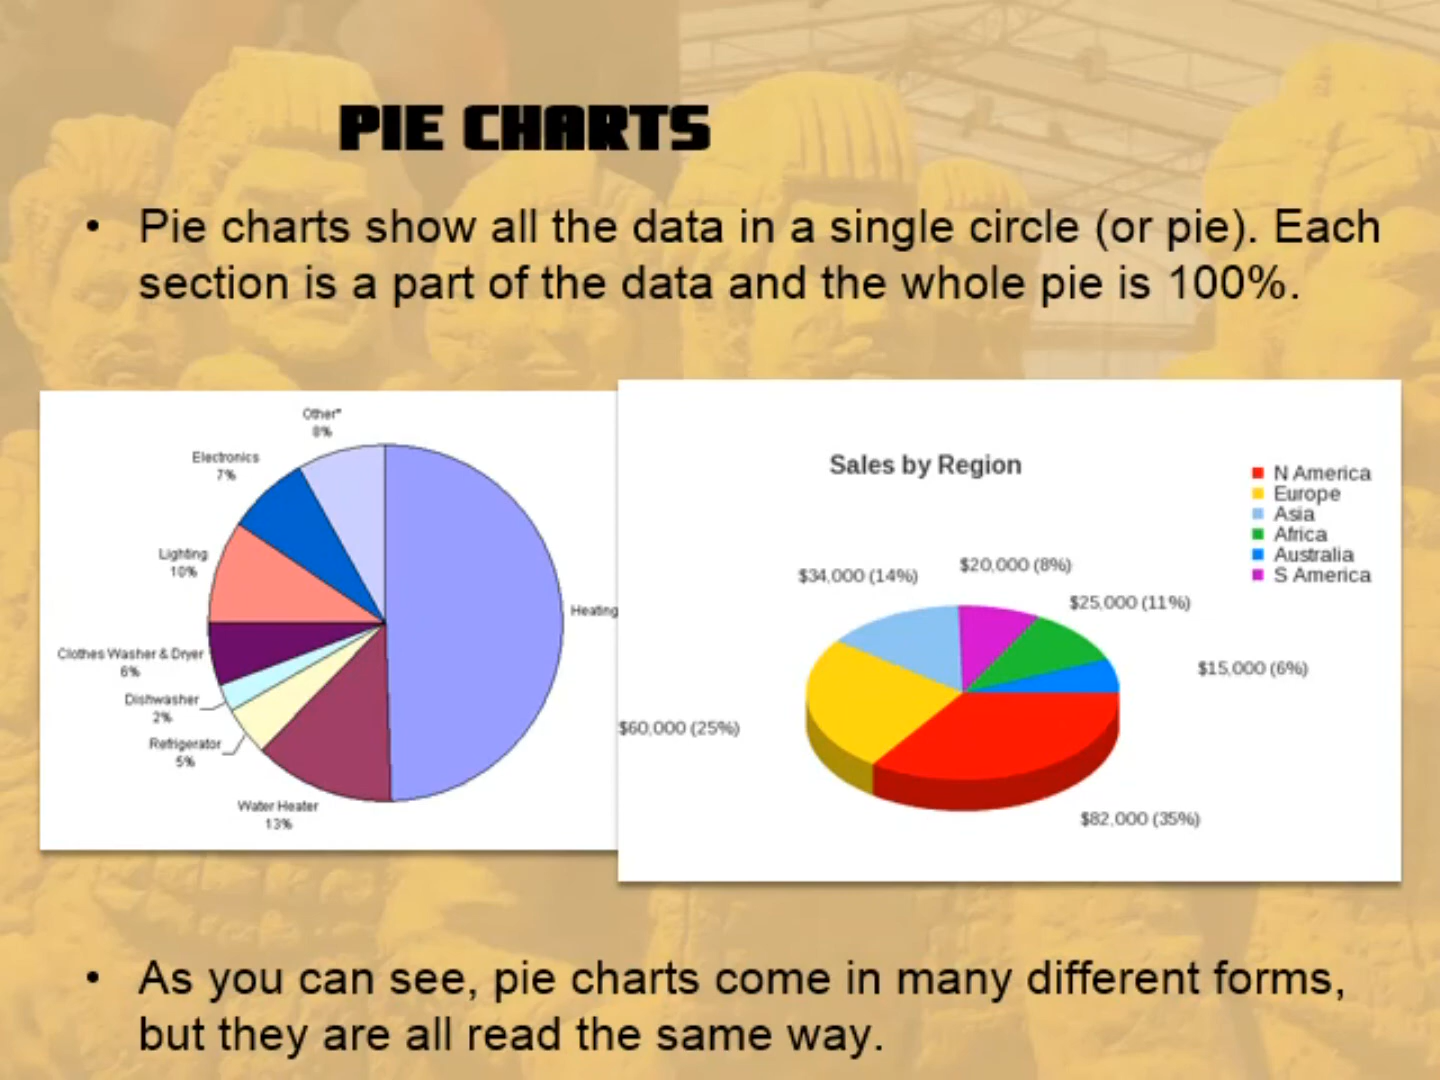 PIE CHARTS
• Pie charts show all the data in a single circle (or pie). Each
section is a part of the data and the whole pie is 100%.
Other*
8%
Electronics
7%
Lighting
10%
Clothes Washer & Dryer
6%
Dishwasher
2%
Refrigerator
5%
Water Heater
13%
Heating
Sales by Region
N America
Europe
Asia
Africa
Australia
S America
$34,000 (14%)
$20,000 (8%)
$25,000 (11%)
$15,000 (6%)
$60,000 (25%)
$82,000 (35%)
• As you can see, pie charts come in many different forms,
but they are all read the same way.